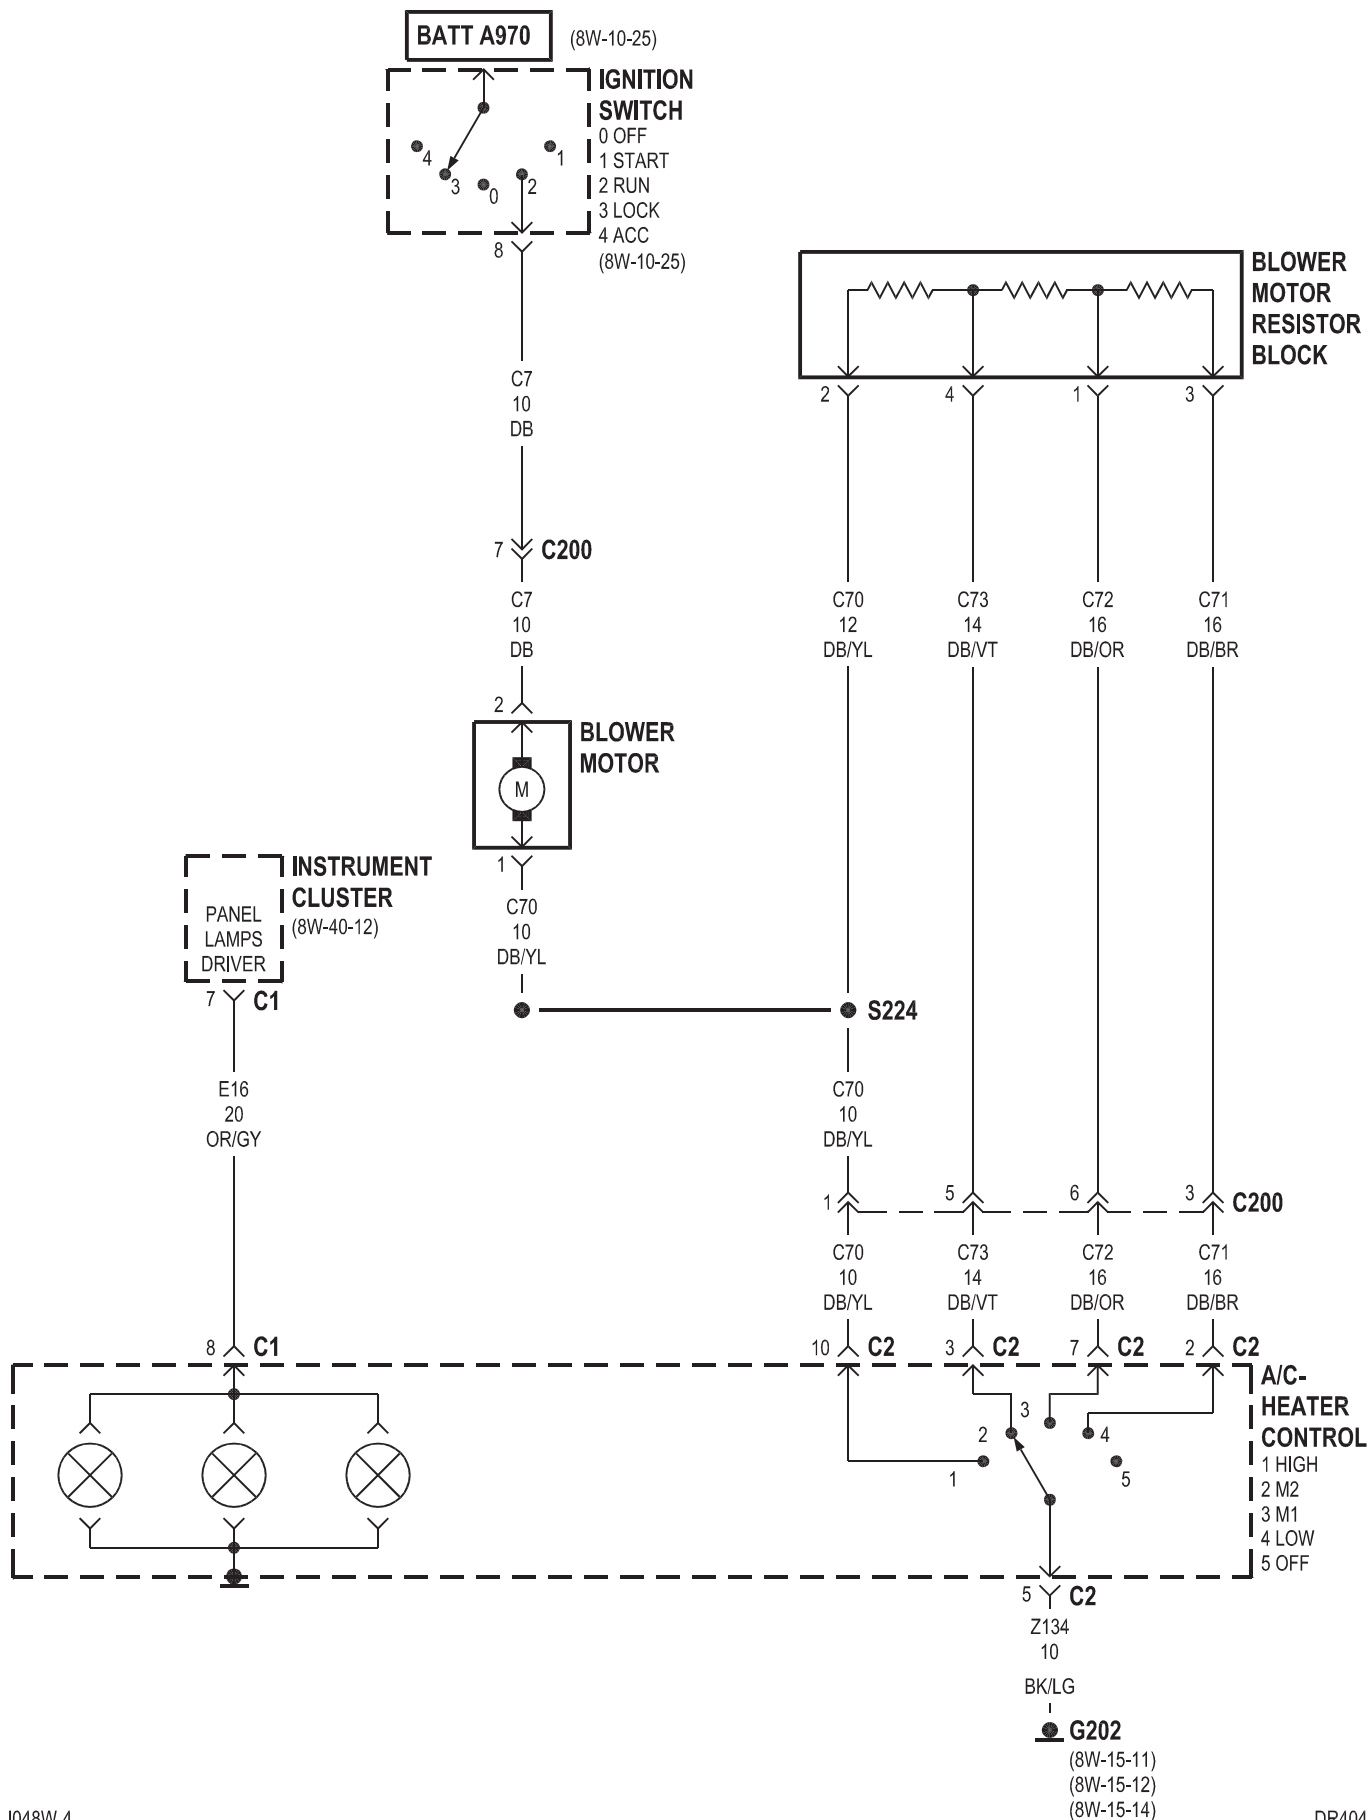 BATT A970 (8W-10-25)
IGNITION
SWITCH
0 OFF
1 START
2 RUN
3 LOCK
4 ACC
(8W-10-25)
4
3
0
2
1
8
C7
10
DB
7 C200
C7
10
DB
2
BLOWER
MOTOR
M
1
C70
10
DB/YL
BLOWER
MOTOR
RESISTOR
BLOCK
2 4 1 3
C70
12
DB/YL
C73
14
DB/VT
C72
16
DB/OR
C71
16
DB/BR
INSTRUMENT
CLUSTER
(8W-40-12)
PANEL
LAMPS
DRIVER
7 C1
E16
20
OR/GY
8 C1
S224
C70
10
DB/YL
1 5 6 3 C200
C70
10
DB/YL
C73
14
DB/VT
C72
16
DB/OR
C71
16
DB/BR
10 C2 3 C2 7 C2 2 C2
A/C-
HEATER
CONTROL
1 HIGH
2 M2
3 M1
4 LOW
5 OFF
3
2
4
1
5
5 C2
Z134
10
BK/LG
G202
(8W-15-11)
(8W-15-12)
(8W-15-14)
J048W-4
DR404